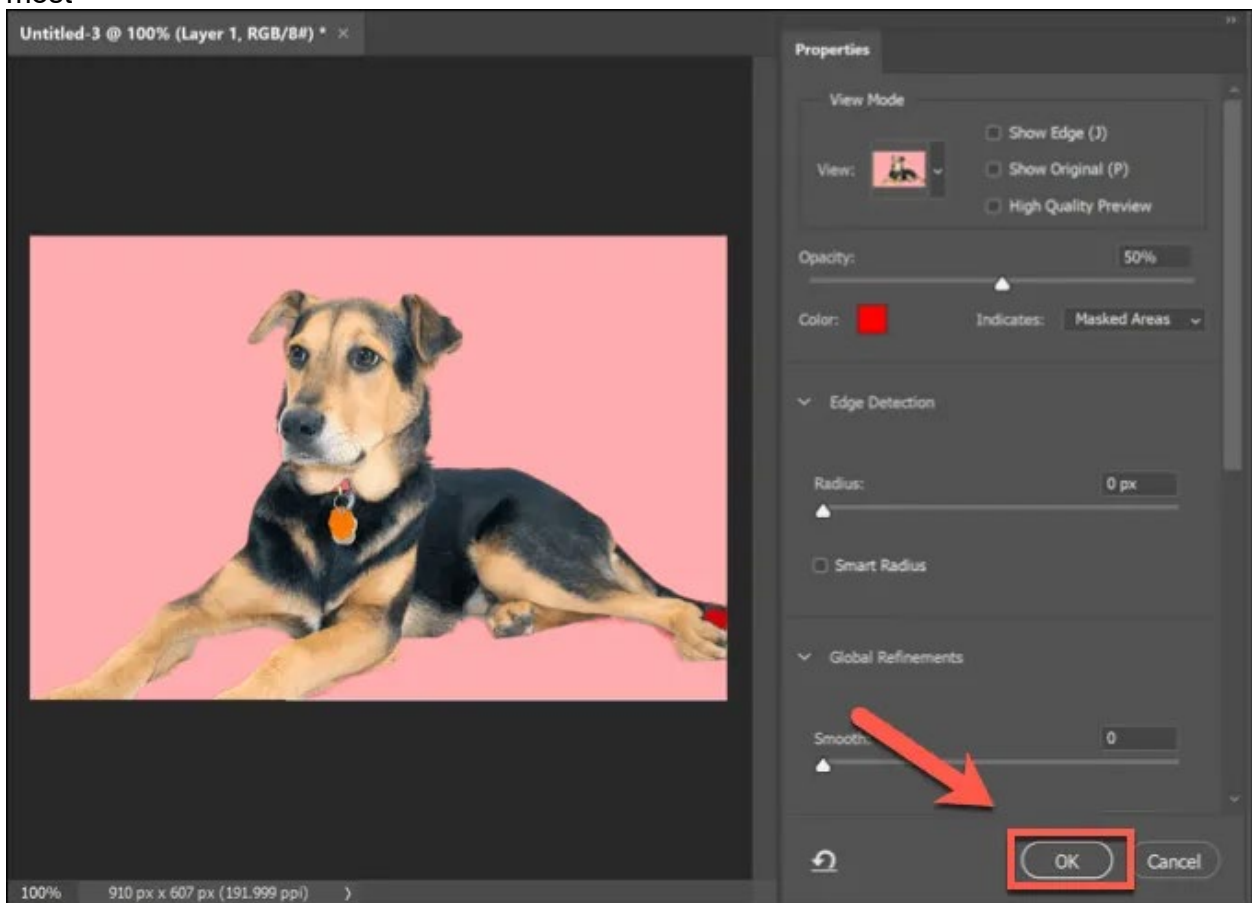 Untitled-3 @ 100% (Layer 1, RGB/8#) * ×
Properties
View Mode
View:
Show Edge (J)
Show Original (P)
High Quality Preview
Opacity: 50%
Color: Indicates: Masked Areas
Edge Detection
Radius: 0 px
Smart Radius
Global Refinements
Smooth: 0
OK Cancel
100% 910 px x 607 px (191.999 ppi)